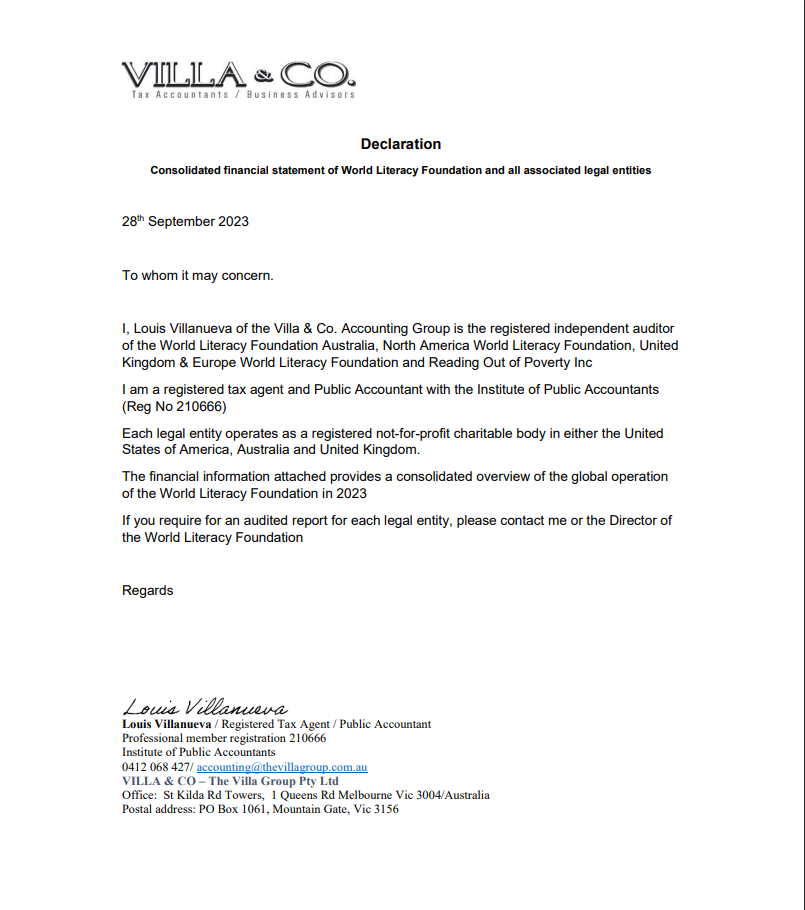 VILLA & CO.
Tax Accountants / Business Advisors
Declaration
Consolidated financial statement of World Literacy Foundation and all associated legal entities
28th September 2023
To whom it may concern.
I, Louis Villanueva of the Villa & Co. Accounting Group is the registered independent auditor
of the World Literacy Foundation Australia, North America World Literacy Foundation, United
Kingdom & Europe World Literacy Foundation and Reading Out of Poverty Inc
I am a registered tax agent and Public Accountant with the Institute of Public Accountants
(Reg No 210666)
Each legal entity operates as a registered not-for-profit charitable body in either the United
States of America, Australia and United Kingdom.
The financial information attached provides a consolidated overview of the global operation
of the World Literacy Foundation in 2023
If you require for an audited report for each legal entity, please contact me or the Director of
the World Literacy Foundation
Regards
Louis Villanueva
Louis Villanueva / Registered Tax Agent / Public Accountant
Professional member registration 210666
Institute of Public Accountants
0412 068 427/ accounting@thevillagroup.com.au
VILLA & CO – The Villa Group Pty Ltd
Office:  St Kilda Rd Towers,  1 Queens Rd Melbourne Vic 3004/Australia
Postal address: PO Box 1061, Mountain Gate, Vic 3156